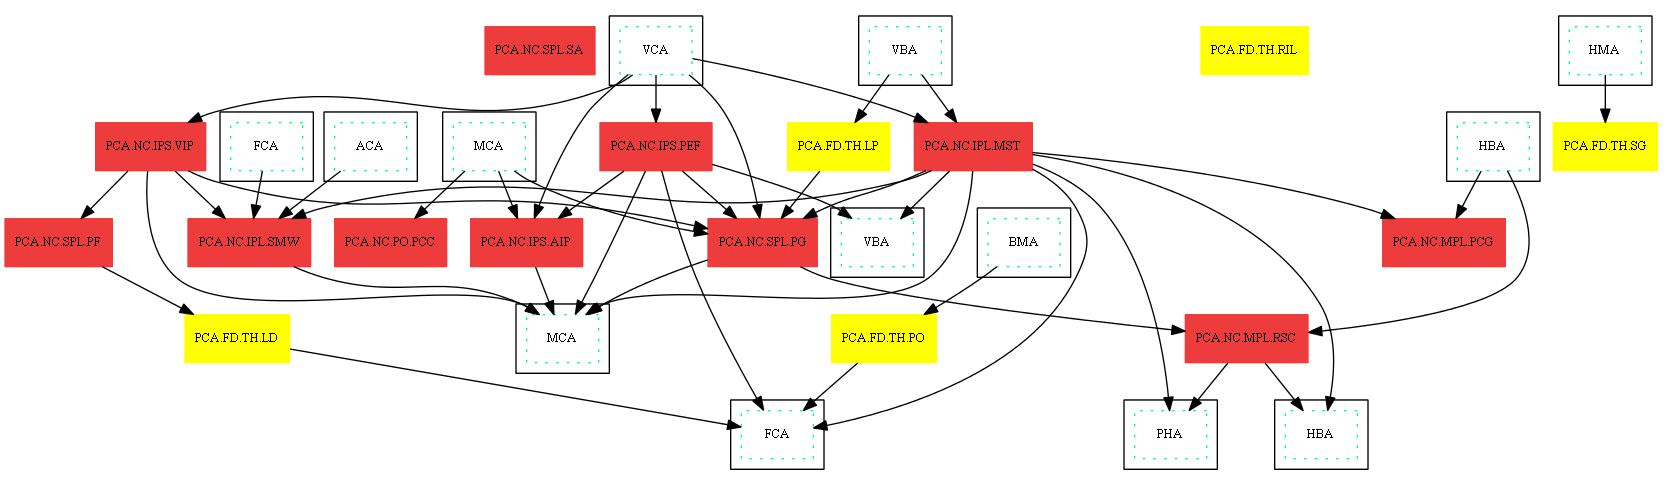 PCA.NC.SPL.SA
VCA
VBA
PCA.FD.TH.RIL
HMA
PCA.NC.IPS.VIP
FCA
ACA
MCA
PCA.NC.IPS.PEF
PCA.FD.TH.LP
PCA.NC.IPL.MST
HBA
PCA.FD.TH.SG
PCA.NC.SPL.PF
PCA.NC.IPL.SMW
PCA.NC.PO.PCC
PCA.NC.IPS.AIP
PCA.NC.SPL.PG
VBA
BMA
PCA.NC.MPL.PCG
PCA.FD.TH.LD
MCA
PCA.FD.TH.PO
PCA.NC.MPL.RSC
FCA
PHA
HBA